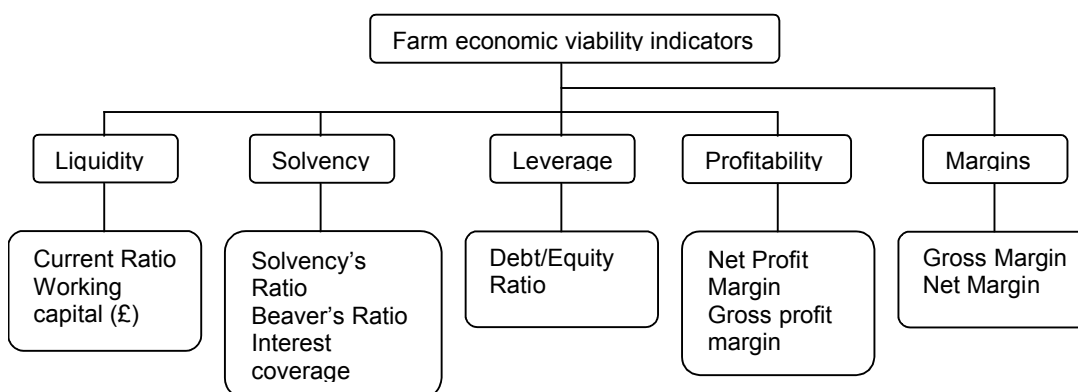 Farm economic viability indicators
Liquidity
Solvency
Leverage
Profitability
Margins
Current Ratio
Working
capital (£)
Solvency’s
Ratio
Beaver’s Ratio
Interest
coverage
Debt/Equity
Ratio
Net Profit
Margin
Gross profit
margin
Gross Margin
Net Margin